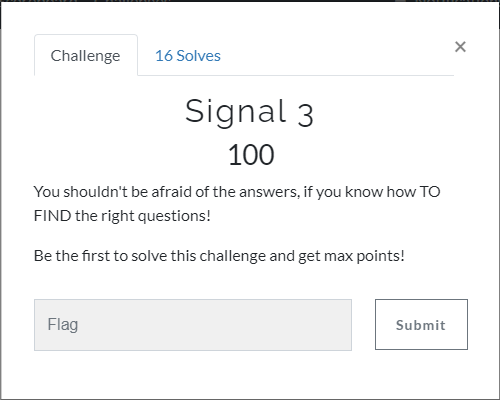 Challenge
16 Solves
×
Signal 3
100
You shouldn't be afraid of the answers, if you know how TO
FIND the right questions!
Be the first to solve this challenge and get max points!
Flag
Submit